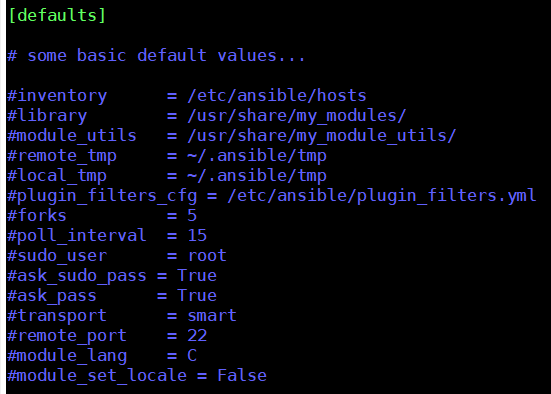 [defaults]
# some basic default values...
#inventory      = /etc/ansible/hosts
#library        = /usr/share/my_modules/
#module_utils   = /usr/share/my_module_utils/
#remote_tmp     = ~/.ansible/tmp
#local_tmp      = ~/.ansible/tmp
#plugin_filters_cfg = /etc/ansible/plugin_filters.yml
#forks          = 5
#poll_interval  = 15
#sudo_user      = root
#ask_sudo_pass = True
#ask_pass      = True
#transport      = smart
#remote_port    = 22
#module_lang    = C
#module_set_locale = False